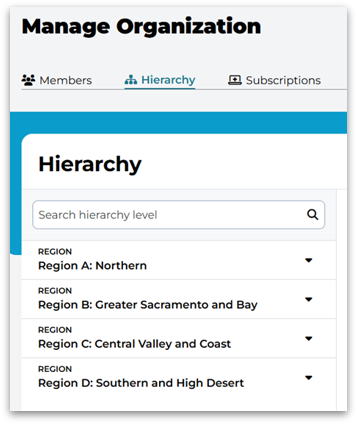 Manage Organization
Members Hierarchy Subscriptions
Hierarchy
Search hierarchy level
REGION
Region A: Northern
REGION
Region B: Greater Sacramento and Bay
REGION
Region C: Central Valley and Coast
REGION
Region D: Southern and High Desert